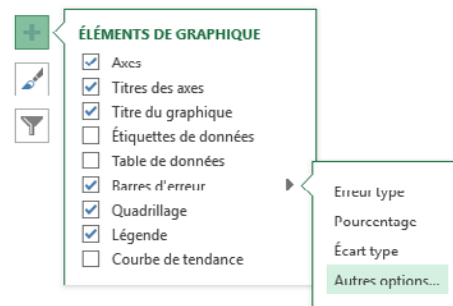 ÉLÉMENTS DE GRAPHIQUE
Axes
Titres des axes
Titre du graphique
Étiquettes de données
Table de données
Barres d'erreur
Quadrillage
Légende
Courbe de tendance
Erreur type
Pourcentage
Écart type
Autres options...